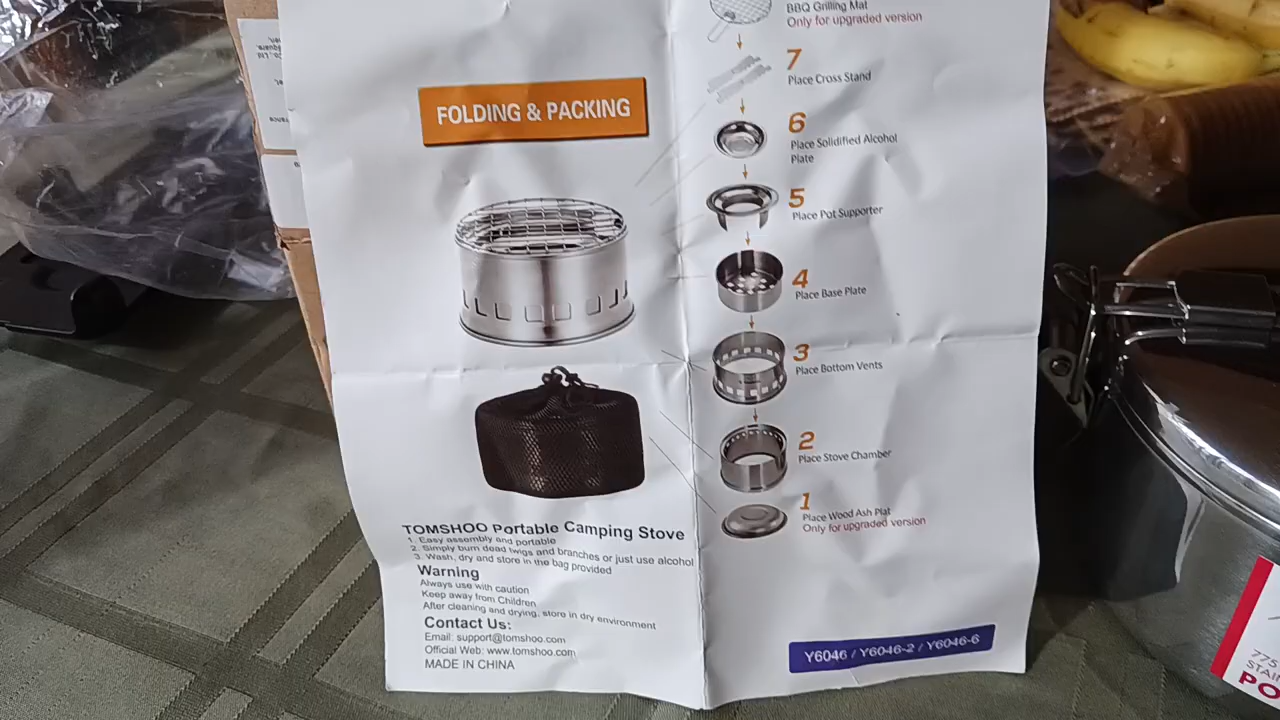 FOLDING & PACKING
TOMSHOO Portable Camping Stove
1. Easy assembly and portable
2. Simply burn dead twigs and branches or just use alcohol
3. Wash, dry and store in the bag provided
Warning
Always use with caution
Keep away from Children
After cleaning and drying, store in dry environment
Contact Us:
Email: support@tomshoo.com
Official Web: www.tomshoo.com
MADE IN CHINA
BBQ Grilling Mat
Only for upgraded version
7
Place Cross Stand
6
Place Solidified Alcohol
Plate
5
Place Pot Supporter
4
Place Base Plate
3
Place Bottom Vents
2
Place Stove Chamber
1
Place Wood Ash Plat
Only for upgraded version
Y6046 / Y6046-2 / Y6046-6
775
STAI
PO